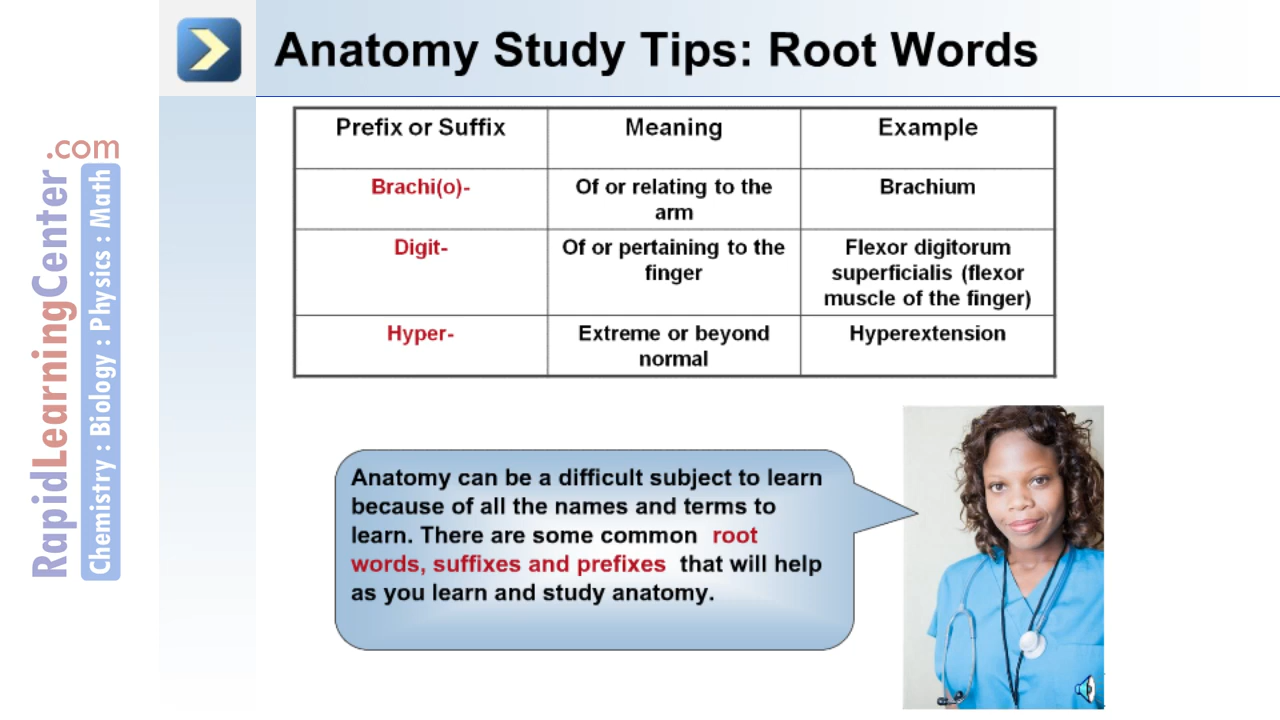 Anatomy Study Tips: Root Words
Prefix or Suffix
Meaning
Example
Brachi(o)-
Of or relating to the
arm
Brachium
Digit-
Of or pertaining to the
finger
Flexor digitorum
superficialis (flexor
muscle of the finger)
Hyper-
Extreme or beyond
normal
Hyperextension
Anatomy can be a difficult subject to learn
because of all the names and terms to
learn. There are some common root
words, suffixes and prefixes that will help
as you learn and study anatomy.
RapidLearningCenter.com
Chemistry : Biology : Physics : Math